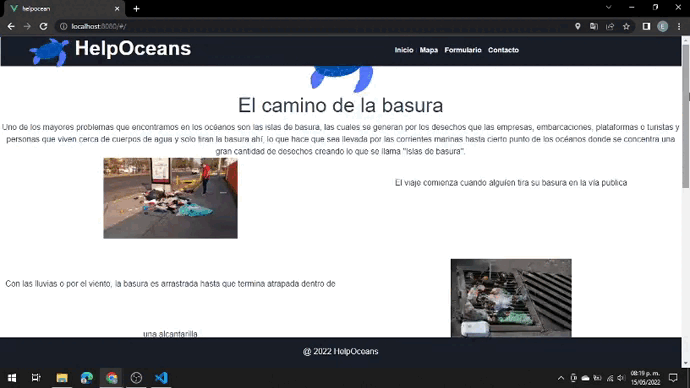 helpocean
localhost:8080/#/
HelpOceans
Inicio Mapa Formulario Contacto
El camino de la basura
Uno de los mayores problemas que encontramos en los océanos son las islas de basura, las cuales se generan por los desechos que las empresas, embarcaciones, plataformas o turistas y
personas que viven cerca de cuerpos de agua y solo tiran la basura ahí, lo que hace que sea llevada por las corrientes marinas hasta cierto punto de los océanos donde se concentra una
gran cantidad de desechos creando lo que se llama "Islas de basura".
El viaje comienza cuando alguien tira su basura en la vía publica
Con las lluvias o por el viento, la basura es arrastrada hasta que termina atrapada dentro de
una alcantarilla
@ 2022 HelpOceans
08:19 p. m.
15/05/2022